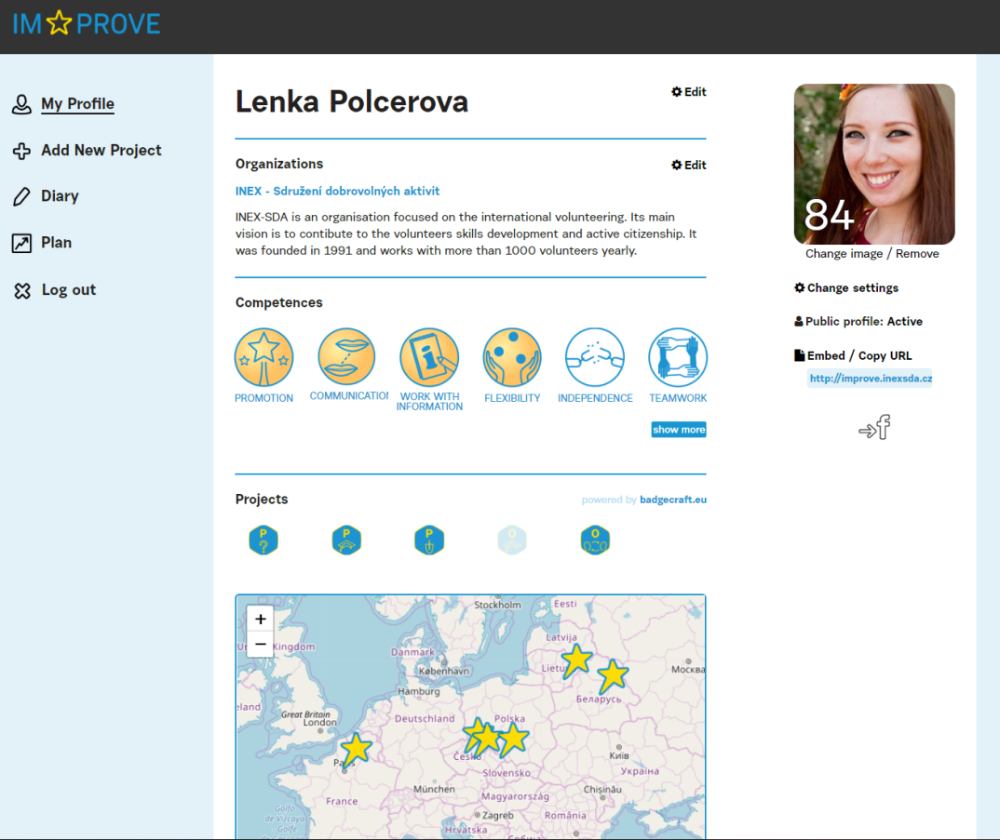 IM PROVE
My Profile
Add New Project
Diary
Plan
Log out
Lenka Polcerova
Edit
Organizations
Edit
INEX - Sdružení dobrovolných aktivit
INEX-SDA is an organisation focused on the international volunteering. Its main
vision is to contibute to the volunteers skills development and active citizenship. It
was founded in 1991 and works with more than 1000 volunteers yearly.
Competences
PROMOTION
COMMUNICATION
WORK WITH
INFORMATION
FLEXIBILITY
INDEPENDENCE
TEAMWORK
show more
Projects
powered by badgecraft.eu
P
?
P
P
O
O
84
Change image / Remove
Change settings
Public profile: Active
Embed / Copy URL
http://improve.inexsda.cz
+
−
Stockholm
Eesti
Latvija
Kingdom
Danmark
København
Москва
Hamburg
Беларусь
Great Britain
London
Deutschland
Polska
Česko
Київ
Slovensko
Україна
München
Chișinău
France
Magyarország
Golfo
de Vizcaya
Golfe
Zagreb
România
Hrvatska